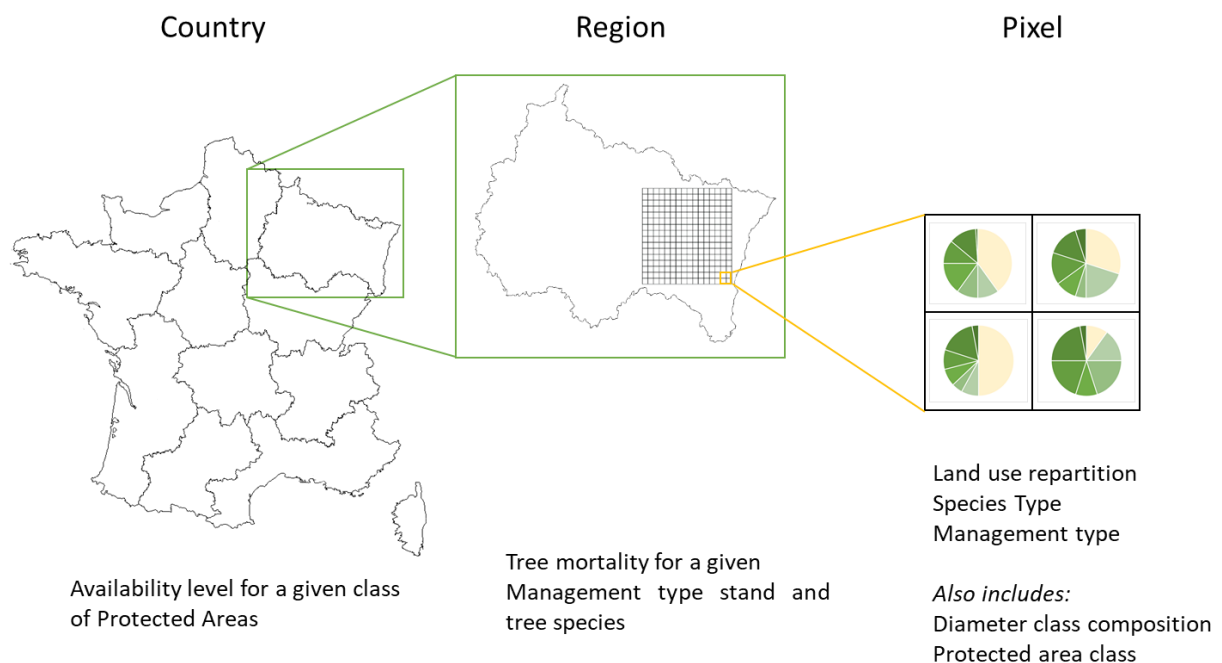 Country
Region
Pixel
Availability level for a given class
of Protected Areas
Tree mortality for a given
Management type stand and
tree species
Land use repartition
Species Type
Management type
Also includes:
Diameter class composition
Protected area class